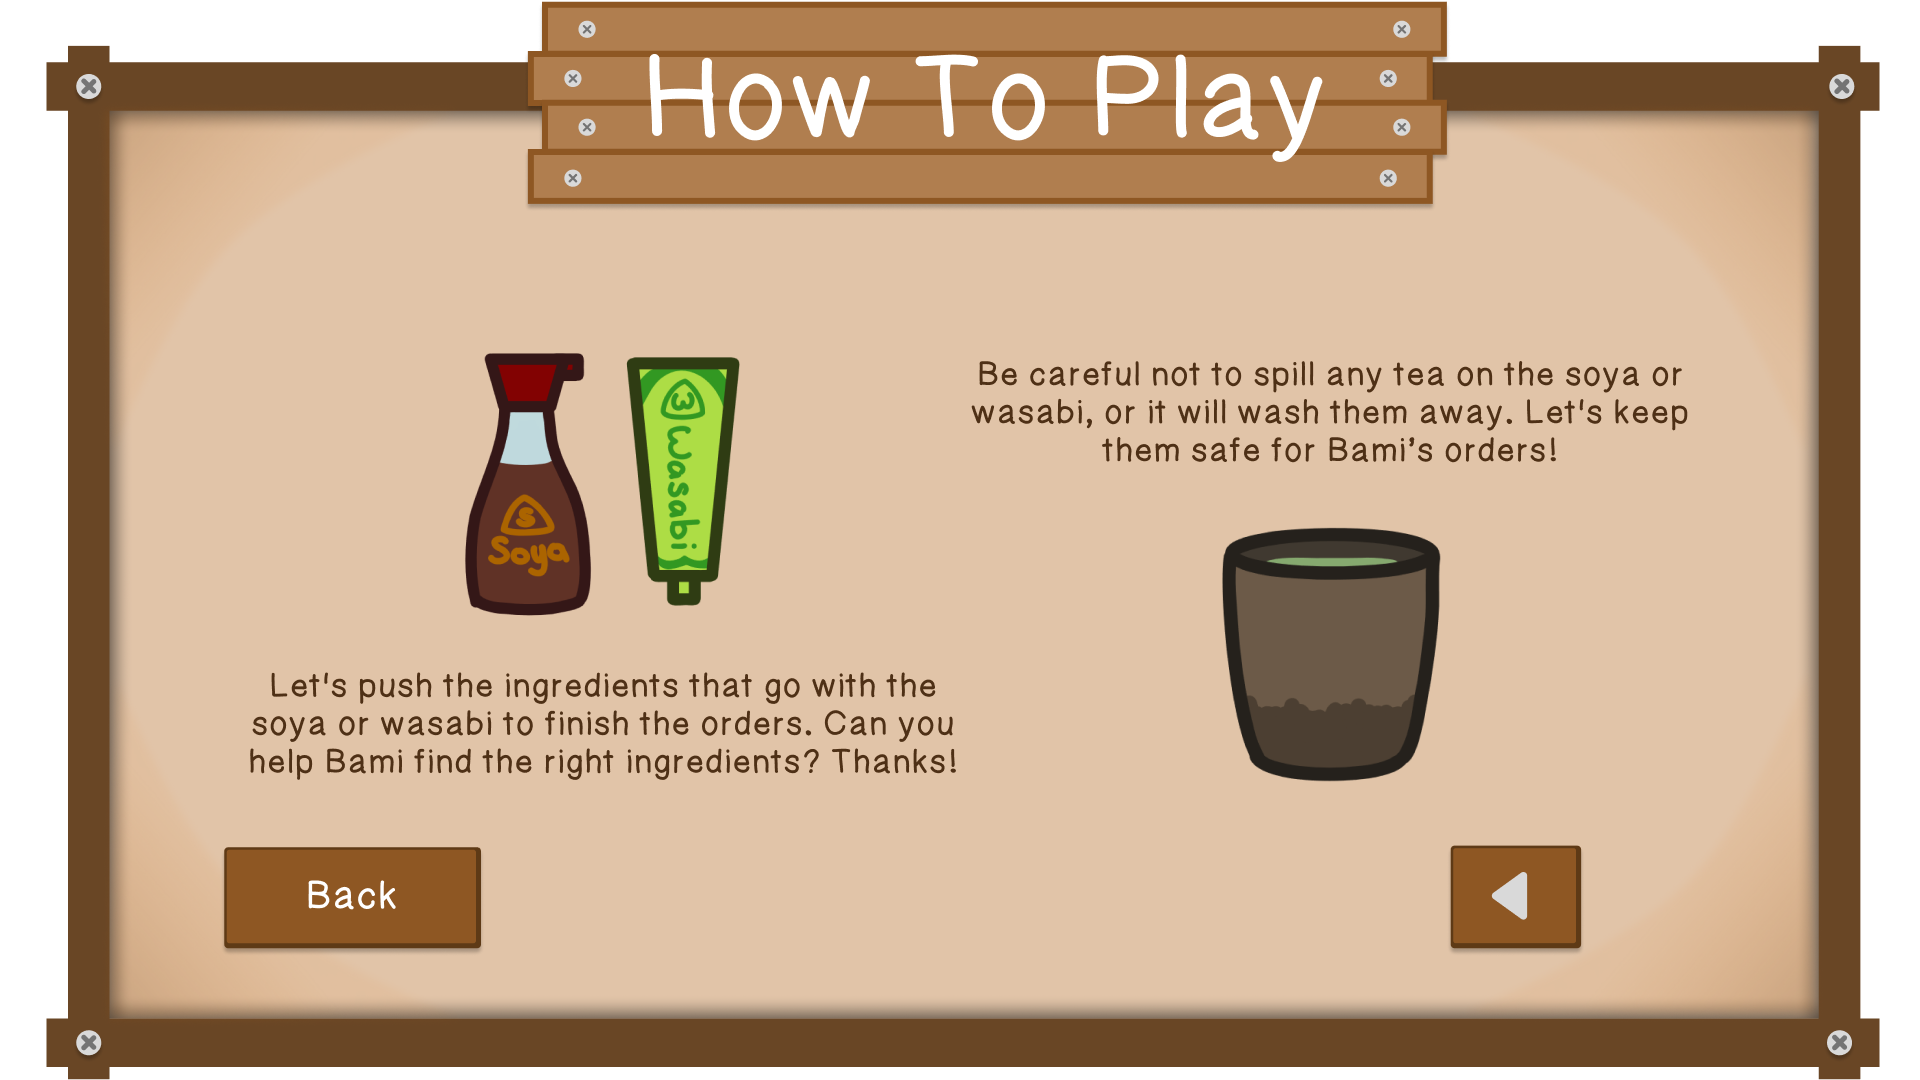 How To Play
S
Soya
W
Wasabi
Let's push the ingredients that go with the
soya or wasabi to finish the orders. Can you
help Bami find the right ingredients? Thanks!
Be careful not to spill any tea on the soya or
wasabi, or it will wash them away. Let's keep
them safe for Bami’s orders!
Back